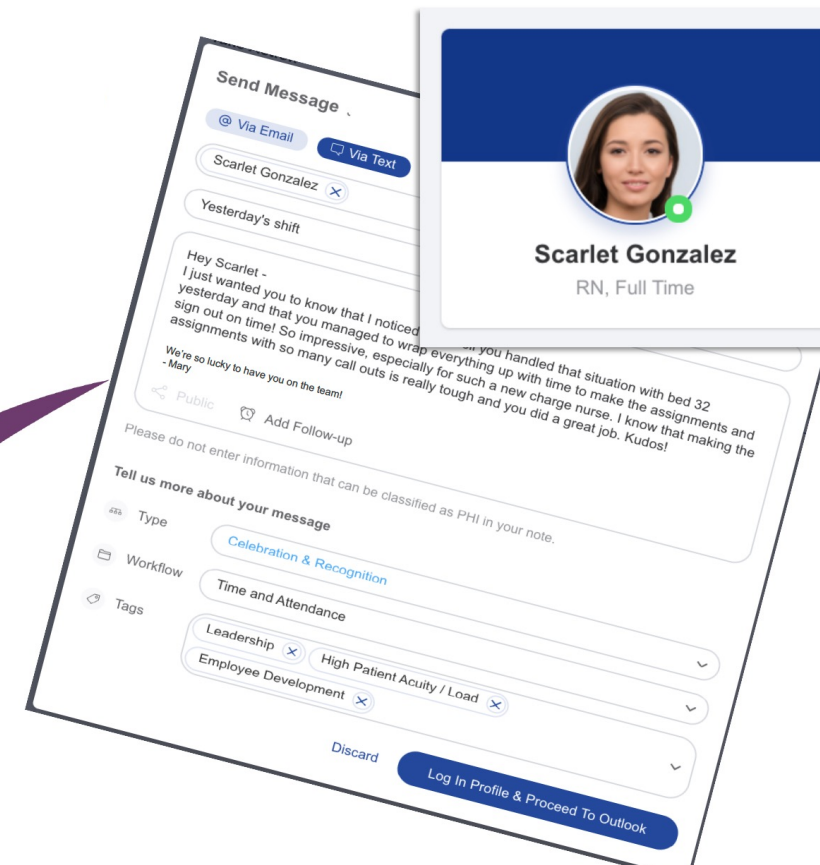 Send Message
@ Via Email
Via Text
Scarlet Gonzalez
Yesterday's shift
Hey Scarlet -
I just wanted you to know that I noticed you handled that situation with bed 32
yesterday and that you managed to wrap everything up with time to make the assignments and
sign out on time! So impressive, especially for such a new charge nurse. I know that making the
assignments with so many call outs is really tough and you did a great job. Kudos!
We're so lucky to have you on the team!
- Mary
Public
Add Follow-up
Please do not enter information that can be classified as PHI in your note.
Tell us more about your message
Type
Celebration & Recognition
Workflow
Time and Attendance
Tags
Leadership
High Patient Acuity / Load
Employee Development
Discard
Log In Profile & Proceed To Outlook
Scarlet Gonzalez
RN, Full Time